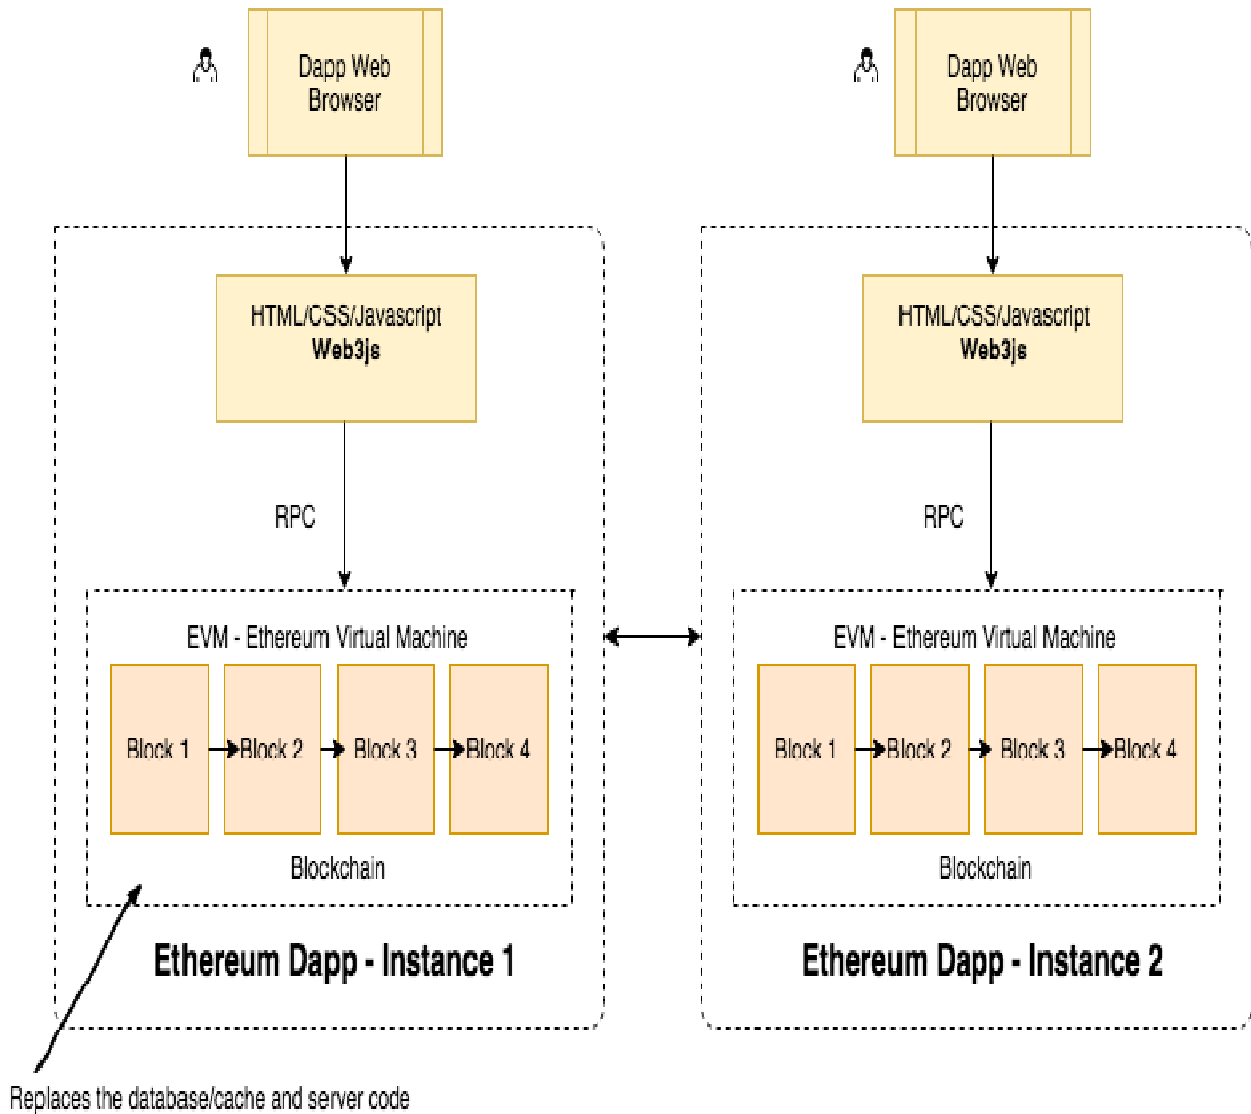 Dapp Web
Browser
Dapp Web
Browser
HTML/CSS/Javascript
Web3js
HTML/CSS/Javascript
Web3js
RPC
RPC
EVM - Ethereum Virtual Machine
EVM - Ethereum Virtual Machine
Block 1
Block 2
Block 3
Block 4
Block 1
Block 2
Block 3
Block 4
Blockchain
Blockchain
Ethereum Dapp - Instance 1
Ethereum Dapp - Instance 2
Replaces the database/cache and server code